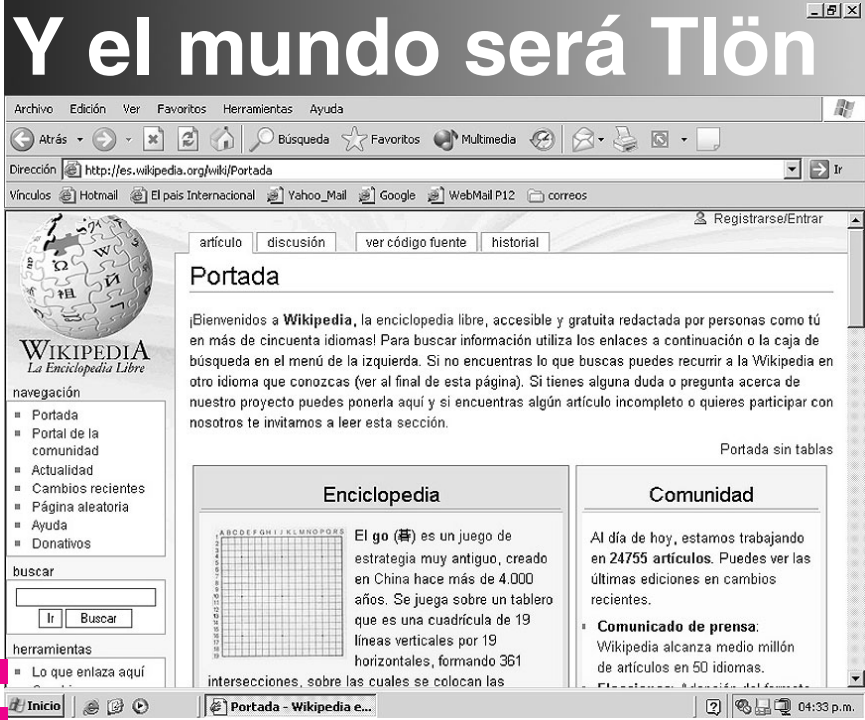 Y el mundo será Tlön
Archivo Edición Ver Favoritos Herramientas Ayuda
Atrás Búsqueda Favoritos Multimedia
Dirección http://es.wikipedia.org/wiki/Portada Ir
Vínculos Hotmail El pais Internacional Yahoo_Mail Google WebMail P12 correos
Registrarse/Entrar
artículo discusión ver código fuente historial
Portada
¡Bienvenidos a Wikipedia, la enciclopedia libre, accesible y gratuita redactada por personas como tú
en más de cincuenta idiomas! Para buscar información utiliza los enlaces a continuación o la caja de
búsqueda en el menú de la izquierda. Si no encuentras lo que buscas puedes recurrir a la Wikipedia en
otro idioma que conozcas (ver al final de esta página). Si tienes alguna duda o pregunta acerca de
nuestro proyecto puedes ponerla aquí y si encuentras algún artículo incompleto o quieres participar con
nosotros te invitamos a leer esta sección.
Portada sin tablas
WIKIPEDIA
La Enciclopedia Libre
navegación
Portada
Portal de la
comunidad
Actualidad
Cambios recientes
Página aleatoria
Ayuda
Donativos
buscar
Ir Buscar
herramientas
Lo que enlaza aquí
Enciclopedia
A B C D E F G H I J K L M N O P Q R S
El go (碁) es un juego de
estrategia muy antiguo, creado
en China hace más de 4.000
años. Se juega sobre un tablero
que es una cuadrícula de 19
líneas verticales por 19
horizontales, formando 361
intersecciones, sobre las cuales se colocan las
Comunidad
Al día de hoy, estamos trabajando
en 24755 artículos. Puedes ver las
últimas ediciones en cambios
recientes.
Comunicado de prensa:
Wikipedia alcanza medio millón
de artículos en 50 idiomas.
Inicio Portada - Wikipedia e... 04:33 p.m.